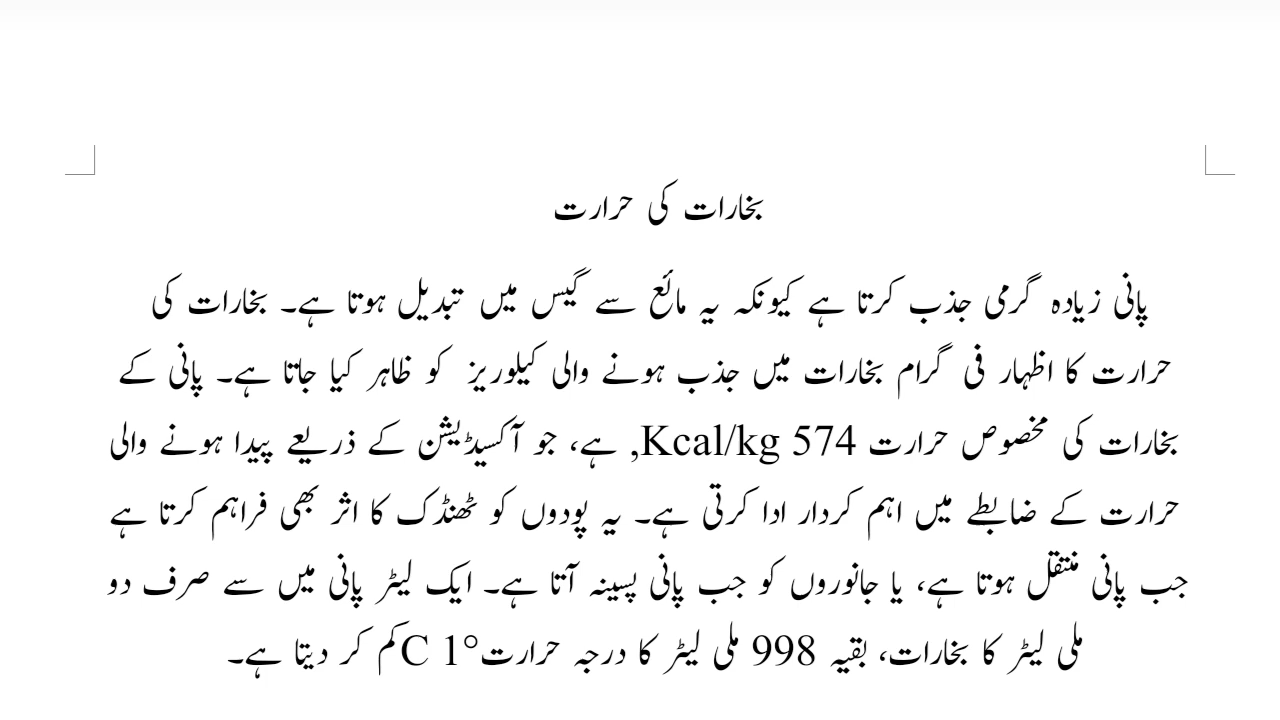 بخارات کی حرارت
پانی زیادہ گرمی جذب کرتا ہے کیونکہ یہ مائع سے گیس میں تبدیل ہوتا ہے۔ بخارات کی
حرارت کا اظہار فی گرام بخارات میں جذب ہونے والی کیلوریز کو ظاہر کیا جاتا ہے۔ پانی کے
بخارات کی مخصوص حرارت 574 Kcal/kg, ہے، جو آکسیڈیشن کے ذریعے پیدا ہونے والی
حرارت کے ضابطے میں اہم کردار ادا کرتی ہے۔ یہ پودوں کو ٹھنڈک کا اثر بھی فراہم کرتا ہے
جب پانی منتقل ہوتا ہے، یا جانوروں کو جب پانی پسینہ آتا ہے۔ ایک لیٹر پانی میں سے صرف دو
ملی لیٹر کا بخارات، بقیہ 998 ملی لیٹر کا درجہ حرارت1° C کم کر دیتا ہے۔